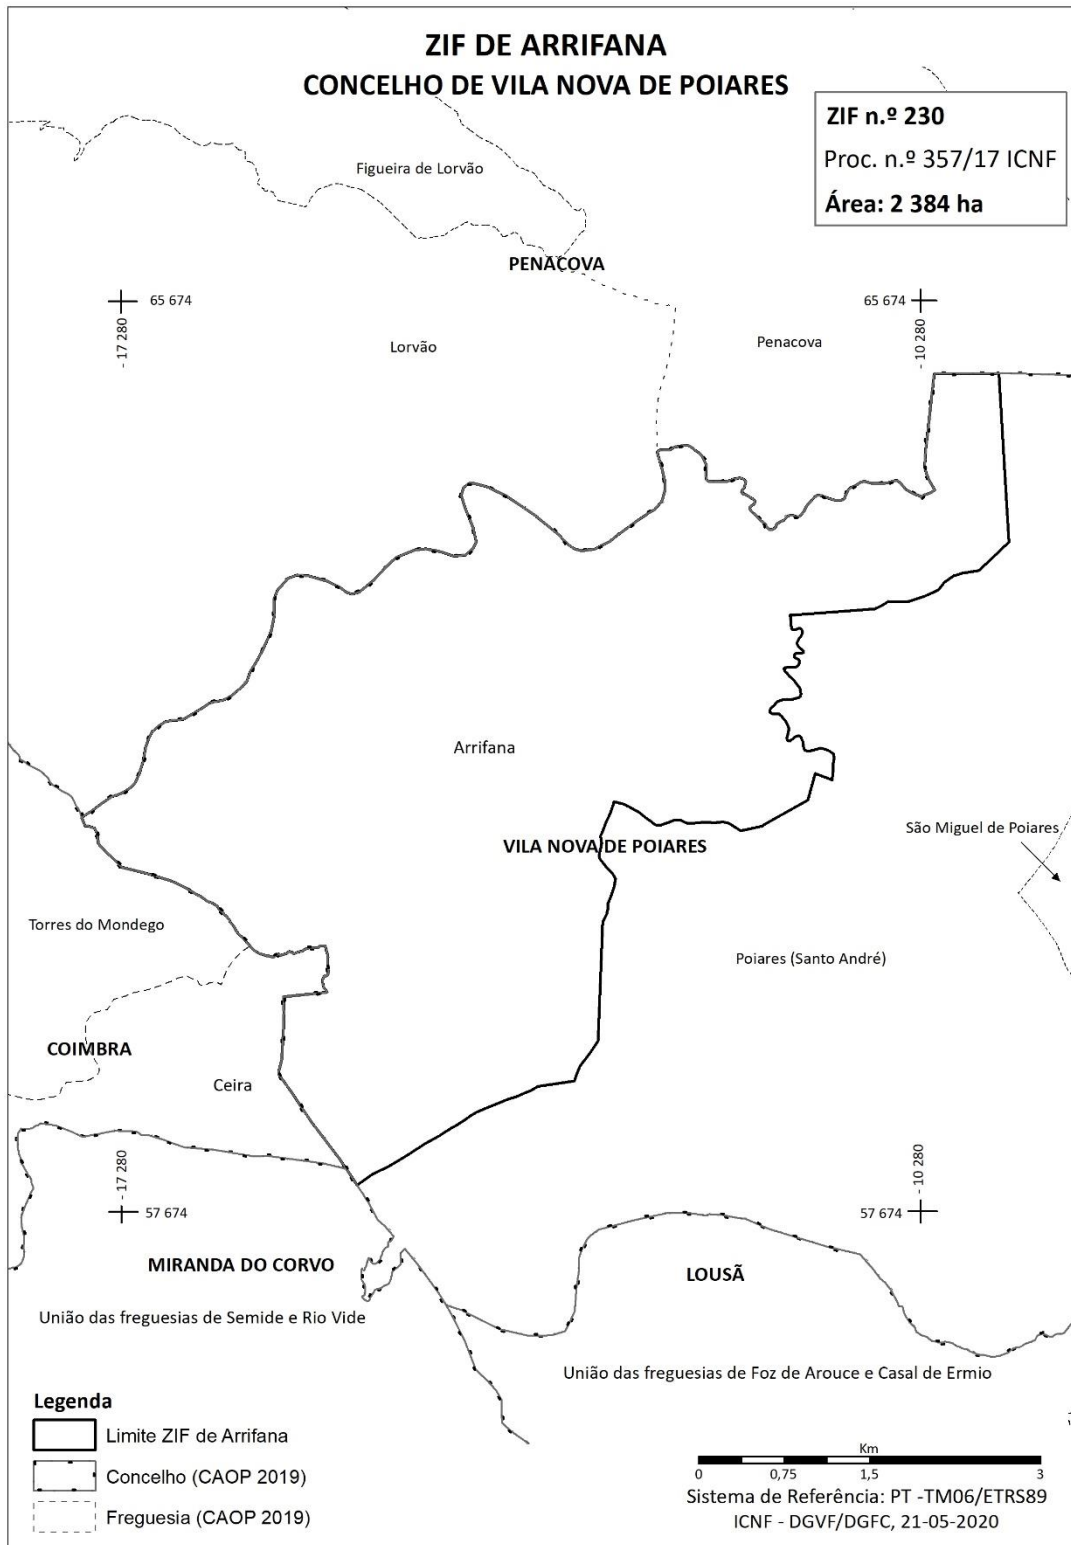 ZIF DE ARRIFANA
CONCELHO DE VILA NOVA DE POIARES
ZIF n.º 230
Proc. n.º 357/17 ICNF
Área: 2 384 ha
Figueira de Lorvão
PENACOVA
65 674
65 674
- 17 280
- 10 280
Lorvão
Penacova
Arrifana
São Miguel de Poiares
VILA NOVA DE POIARES
Torres do Mondego
Poiares (Santo André)
COIMBRA
Ceira
- 17 280
- 10 280
57 674
57 674
MIRANDA DO CORVO
LOUSÃ
União das freguesias de Semide e Rio Vide
União das freguesias de Foz de Arouce e Casal de Ermio
Legenda
Limite ZIF de Arrifana
Concelho (CAOP 2019)
Freguesia (CAOP 2019)
Km
0 0,75 1,5 3
Sistema de Referência: PT -TM06/ETRS89
ICNF - DGVF/DGFC, 21-05-2020